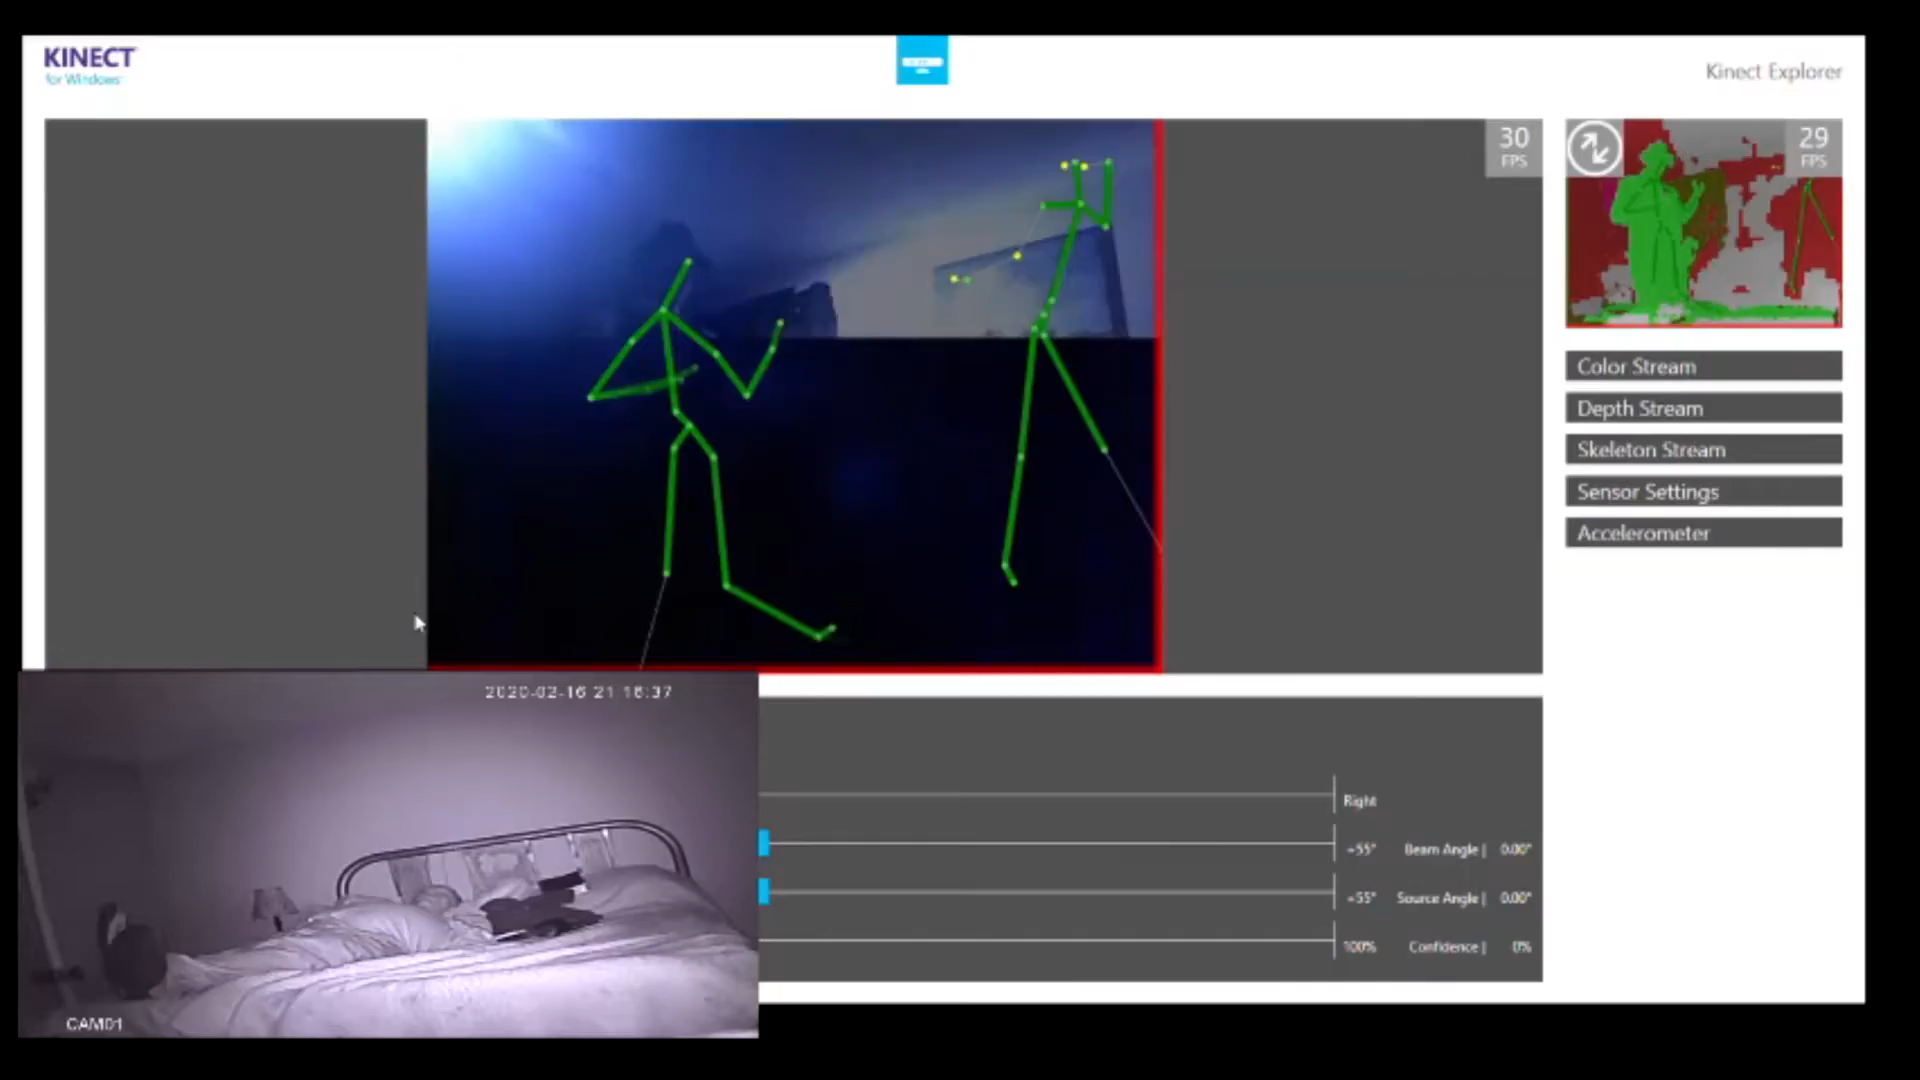 KINECT
for Windows
Kinect Explorer
30
FPS
29
FPS
Color Stream
Depth Stream
Skeleton Stream
Sensor Settings
Accelerometer
2020-02-16 21 16:37
Right
+55° Beam Angle | 0.00°
+55° Source Angle | 0.00°
100% Confidence | 0%
CAM01